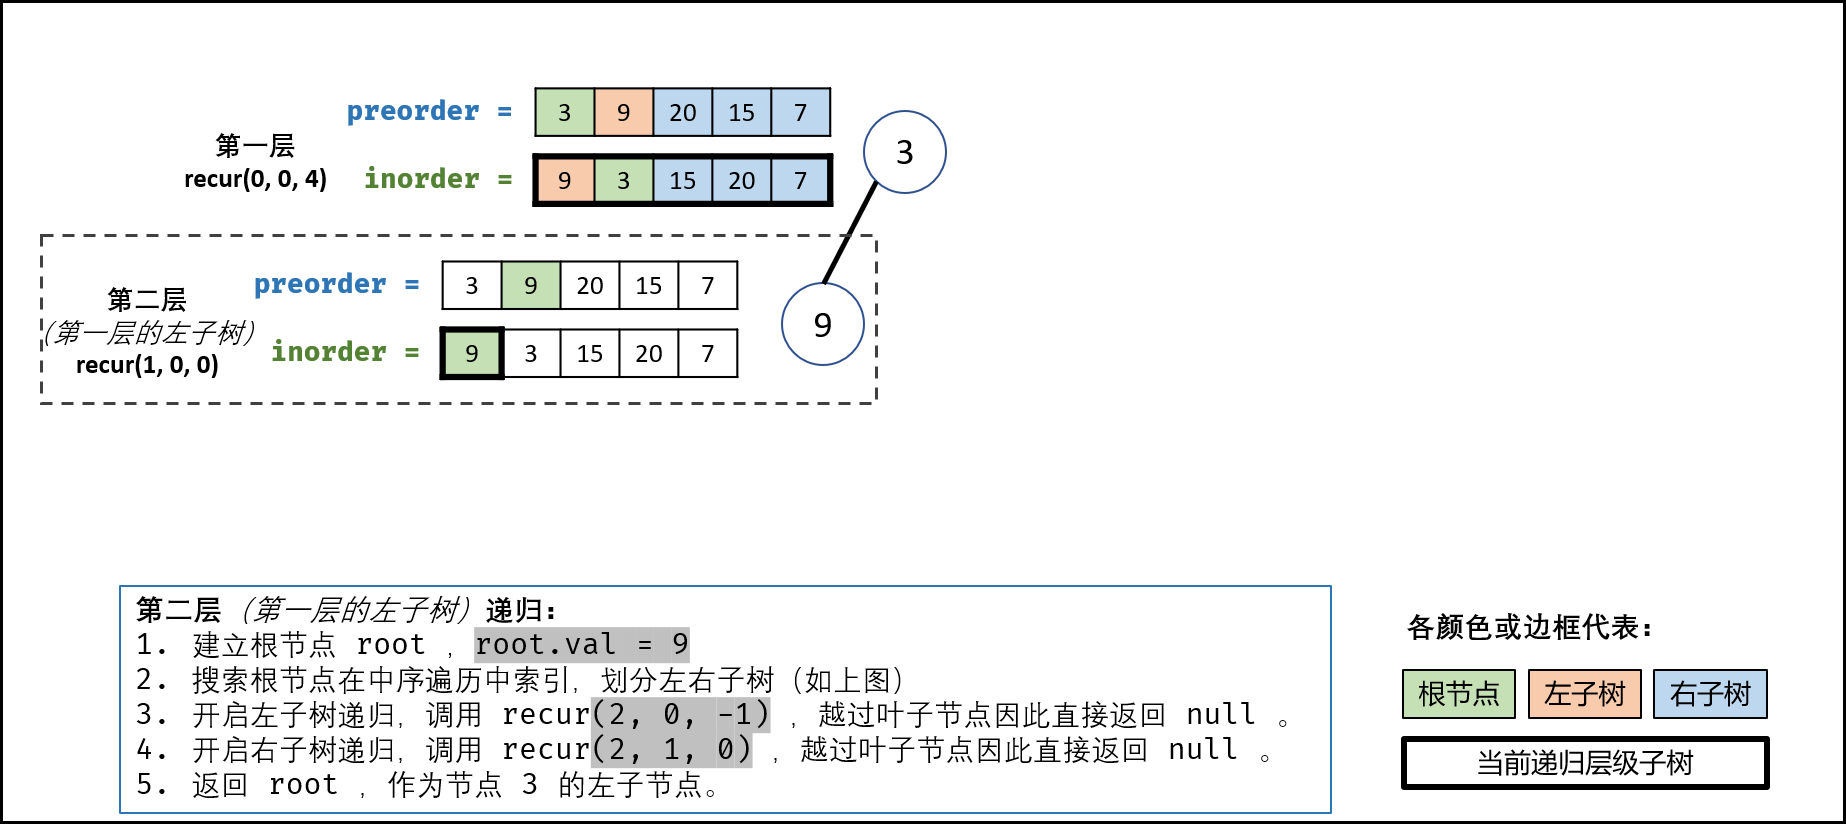 preorder = 3 9 20 15 7
第一层
recur(0, 0, 4)
inorder = 9 3 15 20 7
3
preorder = 3 9 20 15 7
第二层
（第一层的左子树）
recur(1, 0, 0)
inorder = 9 3 15 20 7
9
第二层（第一层的左子树）递归：
1. 建立根节点 root ，root.val = 9
2. 搜索根节点在中序遍历中索引，划分左右子树（如上图）
3. 开启左子树递归，调用 recur(2, 0, -1) ，越过叶子节点因此直接返回 null 。
4. 开启右子树递归，调用 recur(2, 1, 0) ，越过叶子节点因此直接返回 null 。
5. 返回 root ，作为节点 3 的左子节点。
各颜色或边框代表：
根节点 左子树 右子树
当前递归层级子树